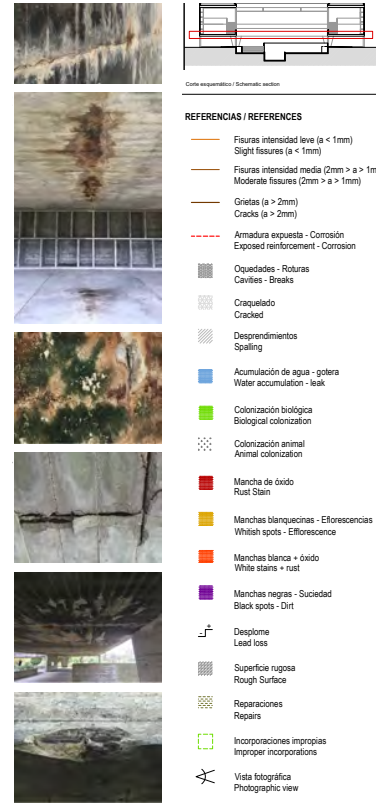 Corte esquemático / Schematic section
REFERENCIAS / REFERENCES
Fisuras intensidad leve (a < 1mm)
Slight fissures (a < 1mm)
Fisuras intensidad media (2mm > a > 1m
Moderate fissures (2mm > a > 1mm)
Grietas (a > 2mm)
Cracks (a > 2mm)
Armadura expuesta - Corrosión
Exposed reinforcement - Corrosion
Oquedades - Roturas
Cavities - Breaks
Craquelado
Cracked
Desprendimientos
Spalling
Acumulación de agua - gotera
Water accumulation - leak
Colonización biológica
Biological colonization
Colonización animal
Animal colonization
Mancha de óxido
Rust Stain
Manchas blanquecinas - Eflorescencias
Whitish spots - Efflorescence
Manchas blanca + óxido
White stains + rust
Manchas negras - Suciedad
Black spots - Dirt
Desplome
Lead loss
Superficie rugosa
Rough Surface
Reparaciones
Repairs
Incorporaciones impropias
Improper incorporations
Vista fotográfica
Photographic view